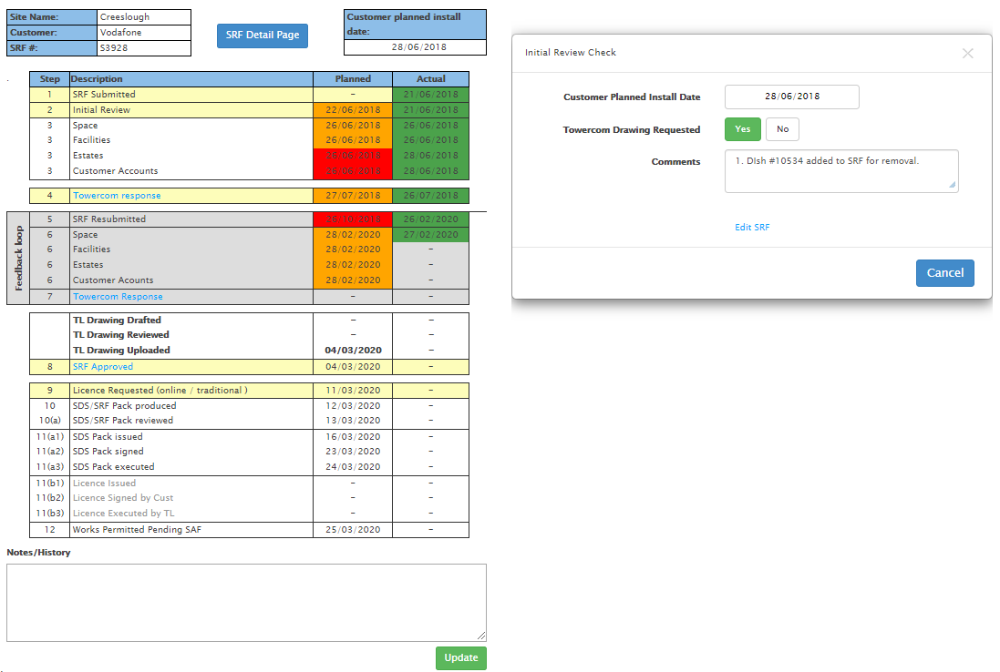 Site Name: Creeslough
Customer: Vodafone
SRF #: S3928
SRF Detail Page
Customer planned install
date:
28/06/2018
Step Description Planned Actual
1 SRF Submitted – 21/06/2018
2 Initial Review 22/06/2018 21/06/2018
3 Space 26/06/2018 26/06/2018
3 Facilities 26/06/2018 26/06/2018
3 Estates 26/06/2018 28/06/2018
3 Customer Accounts 26/06/2018 28/06/2018
4 Towercom response 27/07/2018 26/07/2018
Feedback loop
5 SRF Resubmitted 26/02/2020
6 Space 28/02/2020 27/02/2020
6 Facilities 28/02/2020 –
6 Estates 28/02/2020 –
6 Customer Acounts 28/02/2020 –
7 Towercom Response – –
TL Drawing Drafted – –
TL Drawing Reviewed – –
TL Drawing Uploaded 04/03/2020 –
8 SRF Approved 04/03/2020 –
9 Licence Requested (online / traditional ) 11/03/2020 –
10 SDS/SRF Pack produced 12/03/2020 –
10(a) SDS/SRF Pack reviewed 13/03/2020 –
11(a1) SDS Pack issued 16/03/2020 –
11(a2) SDS Pack signed 23/03/2020 –
11(a3) SDS Pack executed 24/03/2020 –
11(b1) Licence Issued – –
11(b2) Licence Signed by Cust – –
11(b3) Licence Executed by TL – –
12 Works Permitted Pending SAF 25/03/2020 –
Notes/History
Update
Initial Review Check
Customer Planned Install Date 28/06/2018
Towercom Drawing Requested Yes No
Comments 1. DIsh #10534 added to SRF for removal.
Edit SRF
Cancel